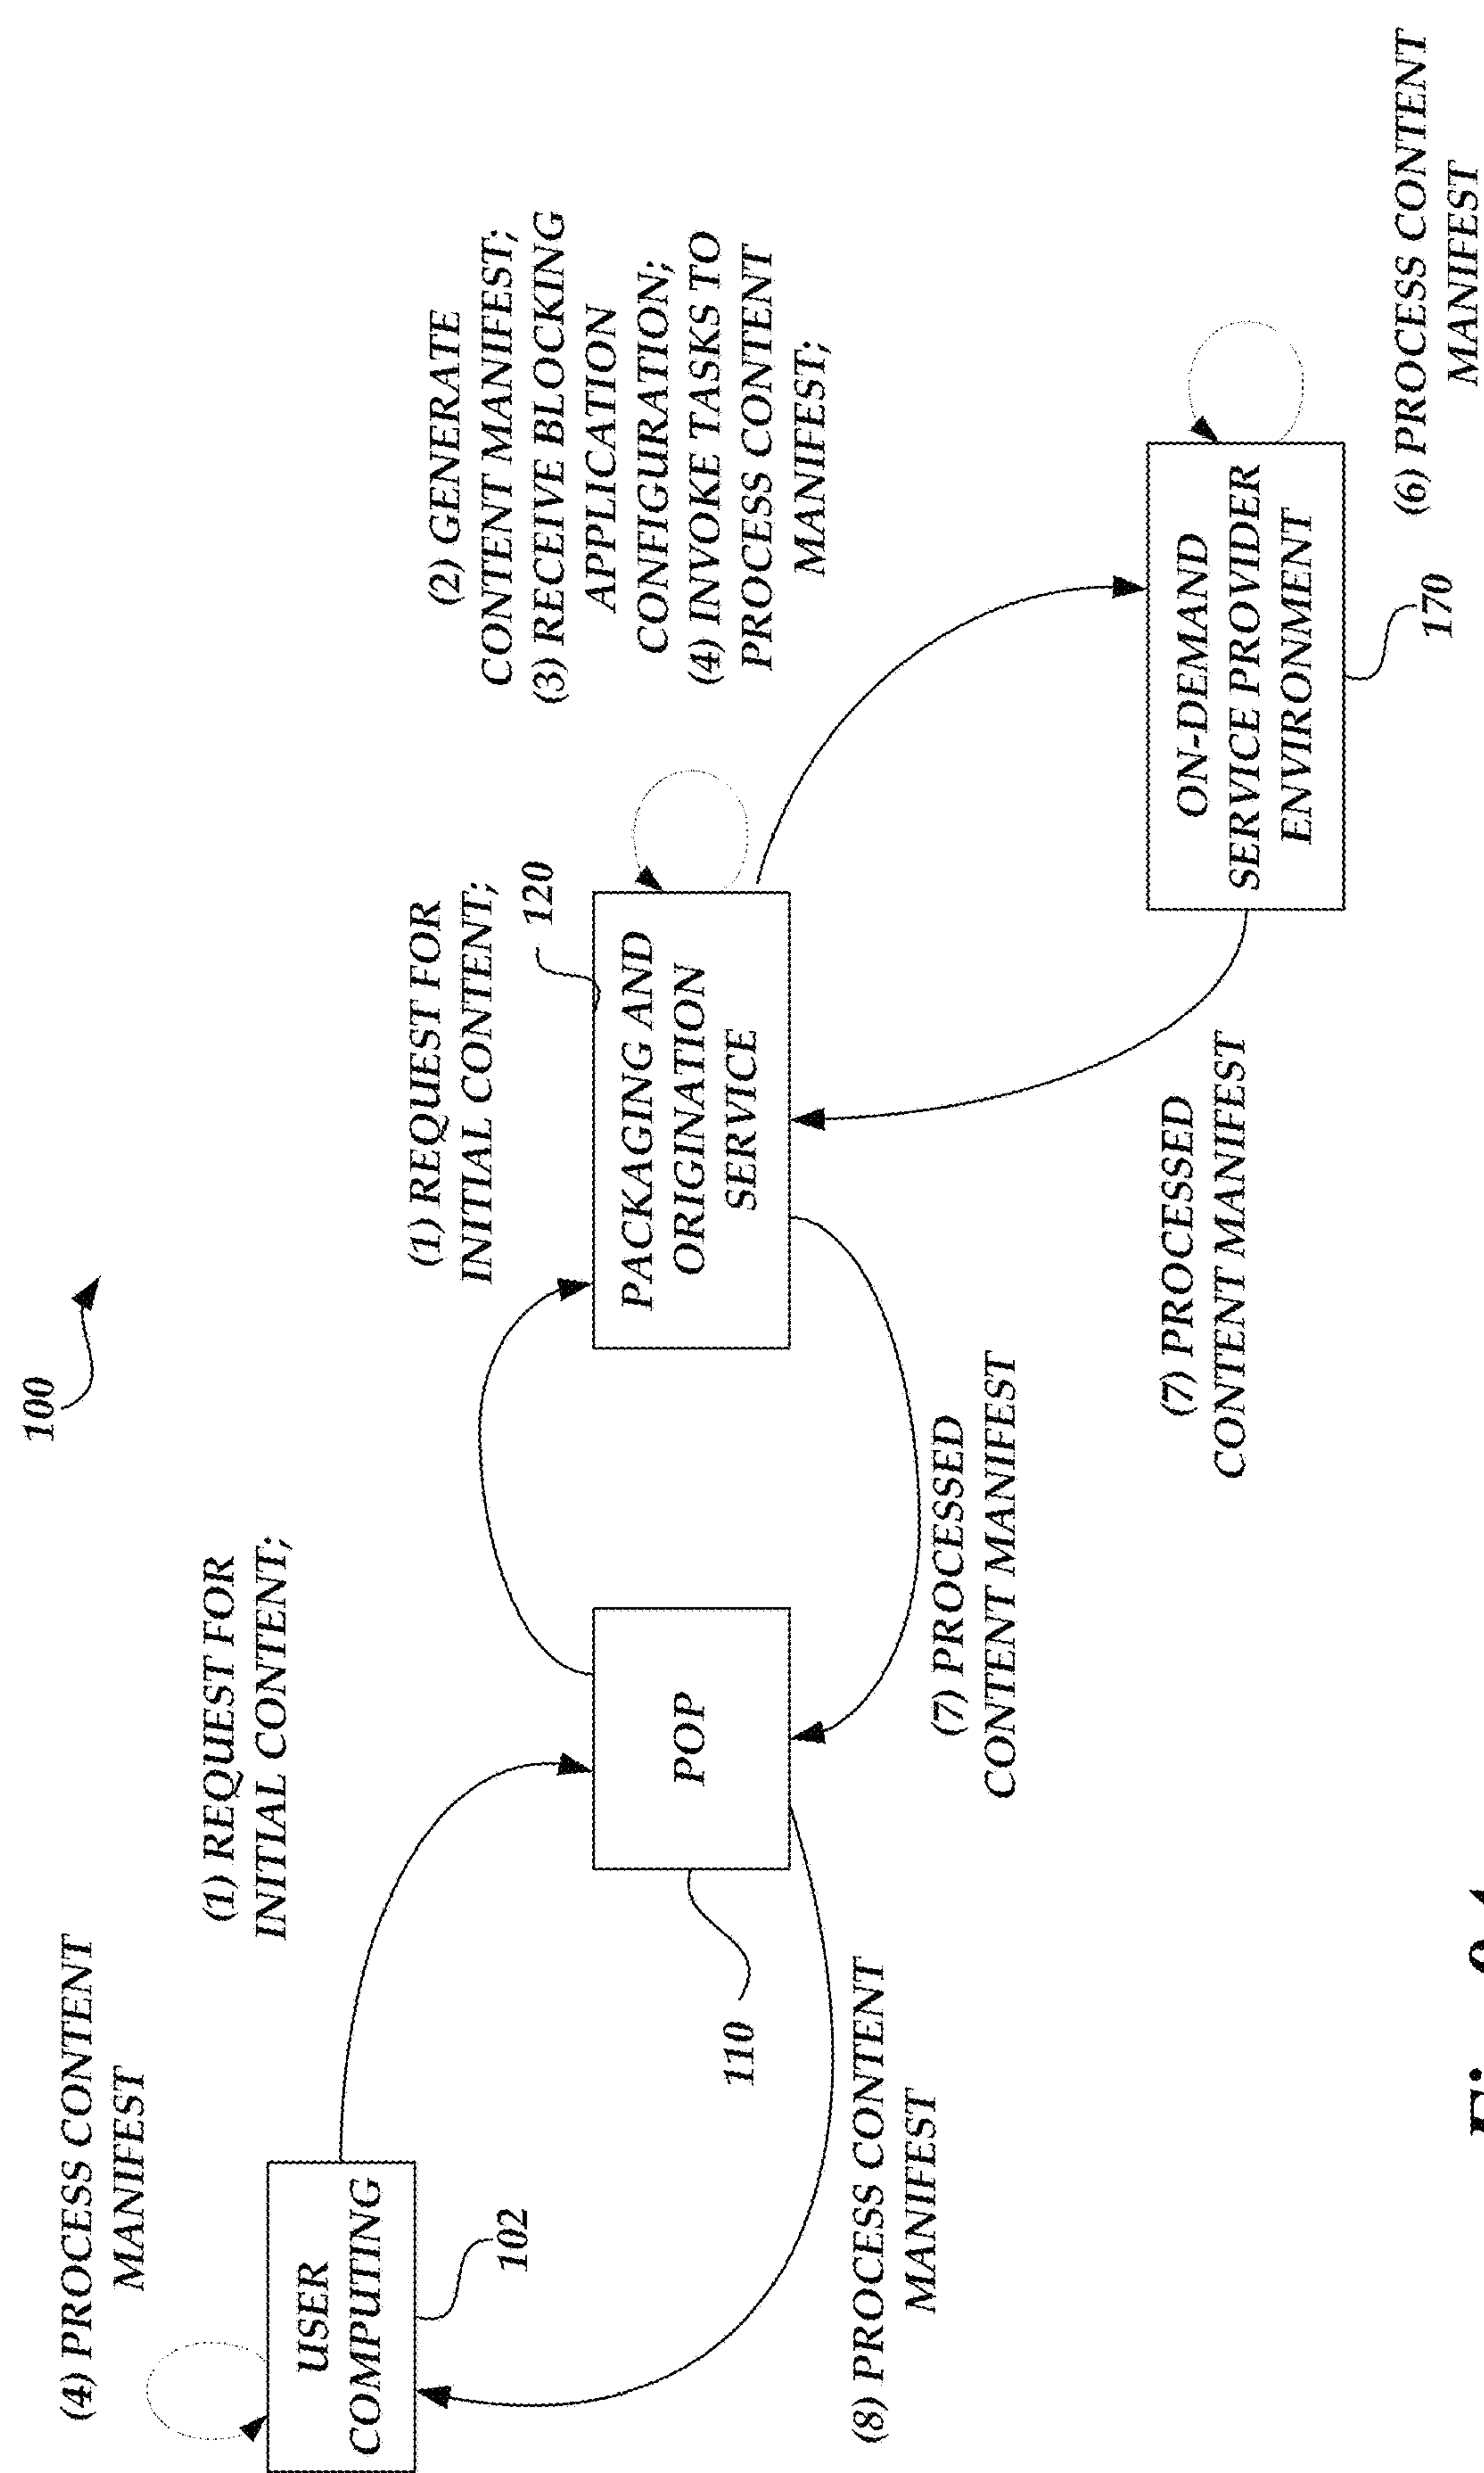 100
(4) PROCESS CONTENT
MANIFEST
(1) REQUEST FOR
INITIAL CONTENT;
(1) REQUEST FOR
INITIAL CONTENT;
(2) GENERATE
CONTENT MANIFEST;
(3) RECEIVE BLOCKING
APPLICATION
CONFIGURATION;
(4) INVOKE TASKS TO
PROCESS CONTENT
MANIFEST;
120
USER
COMPUTING
102
POP
110
PACKAGING AND
ORIGINATION
SERVICE
(8) PROCESS CONTENT
MANIFEST
(7) PROCESSED
CONTENT MANIFEST
(7) PROCESSED
CONTENT MANIFEST
ON-DEMAND
SERVICE PROVIDER
ENVIRONMENT
170
(6) PROCESS CONTENT
MANIFEST